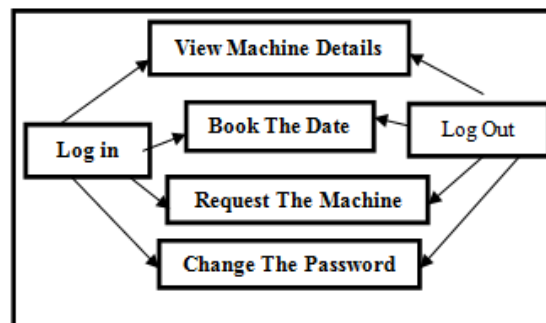 View Machine Details
Book The Date
Log Out
Log in
Request The Machine
Change The Password